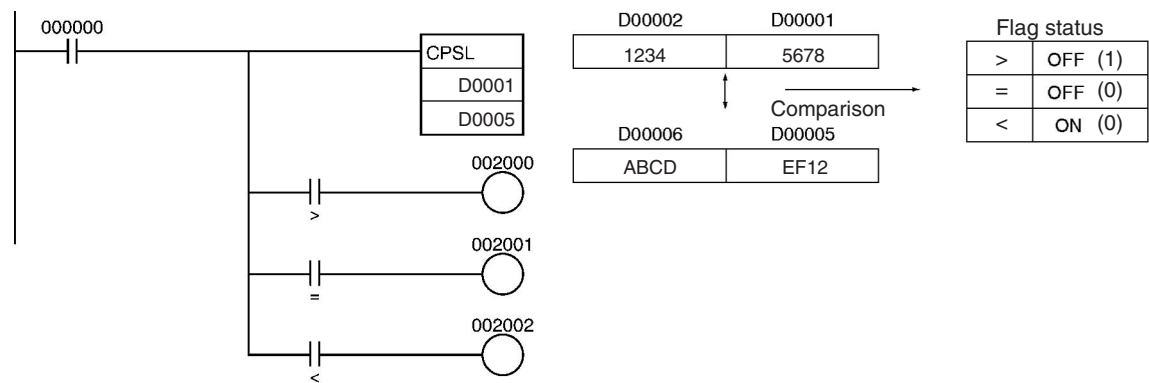 000000
CPSL
D0001
D0005
002000
>
002001
=
002002
<
D00002 D00001
1234 5678
Comparison
D00006 D00005
ABCD EF12
Flag status
> OFF (1)
= OFF (0)
< ON (0)